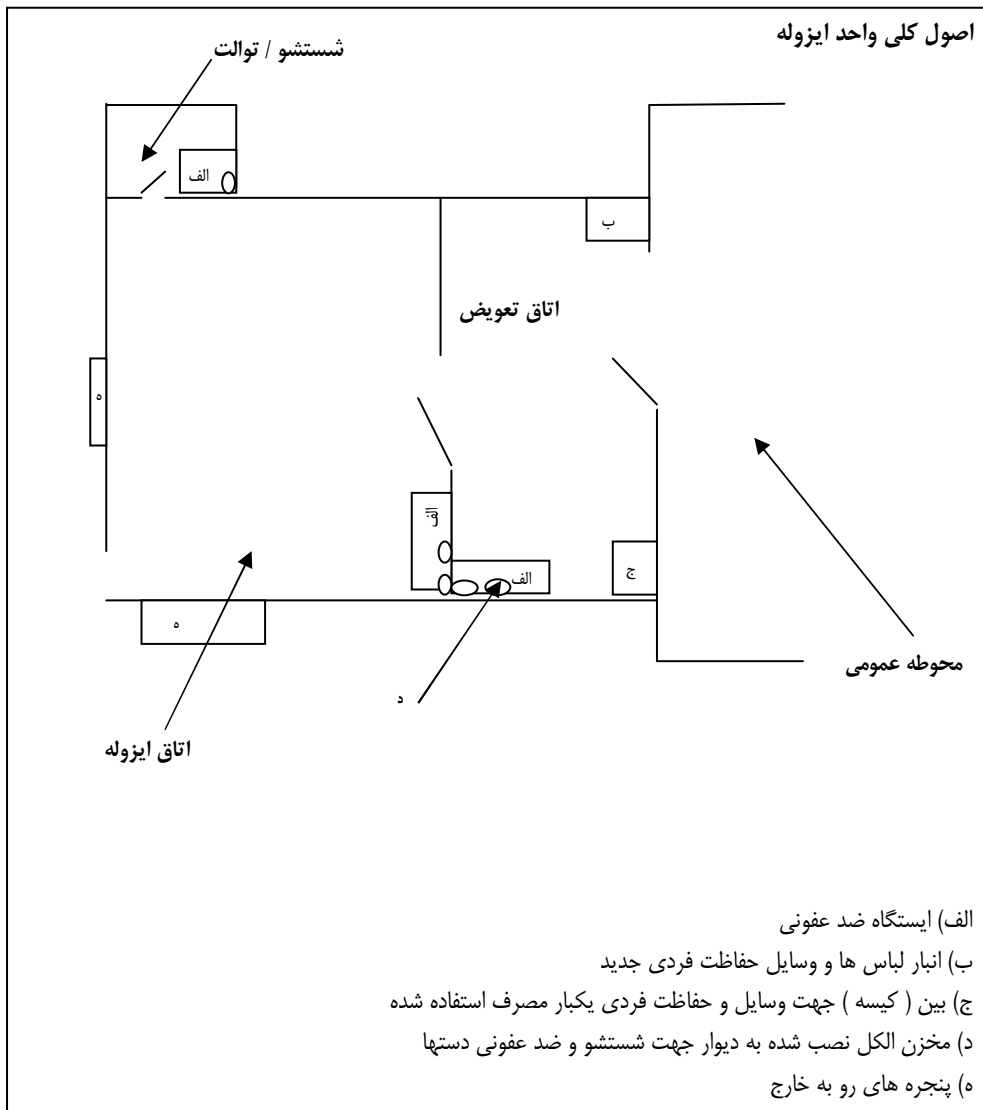 اصول کلی واحد ایزوله
شستشو / توالت
الف
ب
اتاق تعویض
ه
الف
الف
ج
ه
د
محوطه عمومی
اتاق ایزوله
الف) ایستگاه ضد عفونی
ب) انبار لباس ها و وسایل حفاظت فردی جدید
ج) بین ( کیسه ) جهت وسایل و حفاظت فردی یکبار مصرف استفاده شده
د) مخزن الکل نصب شده به دیوار جهت شستشو و ضد عفونی دستها
ه) پنجره های رو به خارج